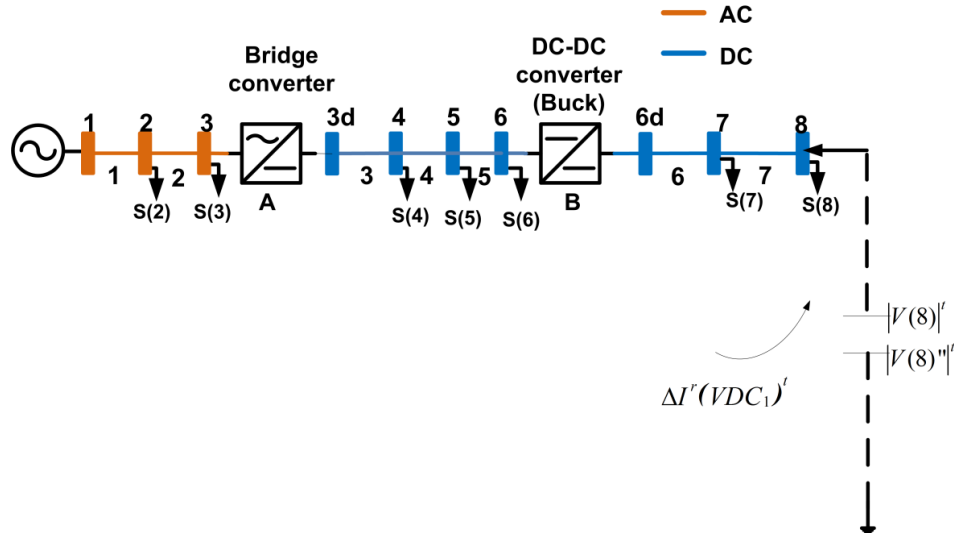 AC
DC
Bridge
converter
DC-DC
converter
(Buck)
1 2 3 3d 4 5 6 6d 7 8
1 2 3 4 5 6 7
S(2) S(3) A S(4) S(5) S(6) B S(7) S(8)
|V(8)|^t
|V(8)"|^t
ΔI^r(VDC₁)^t